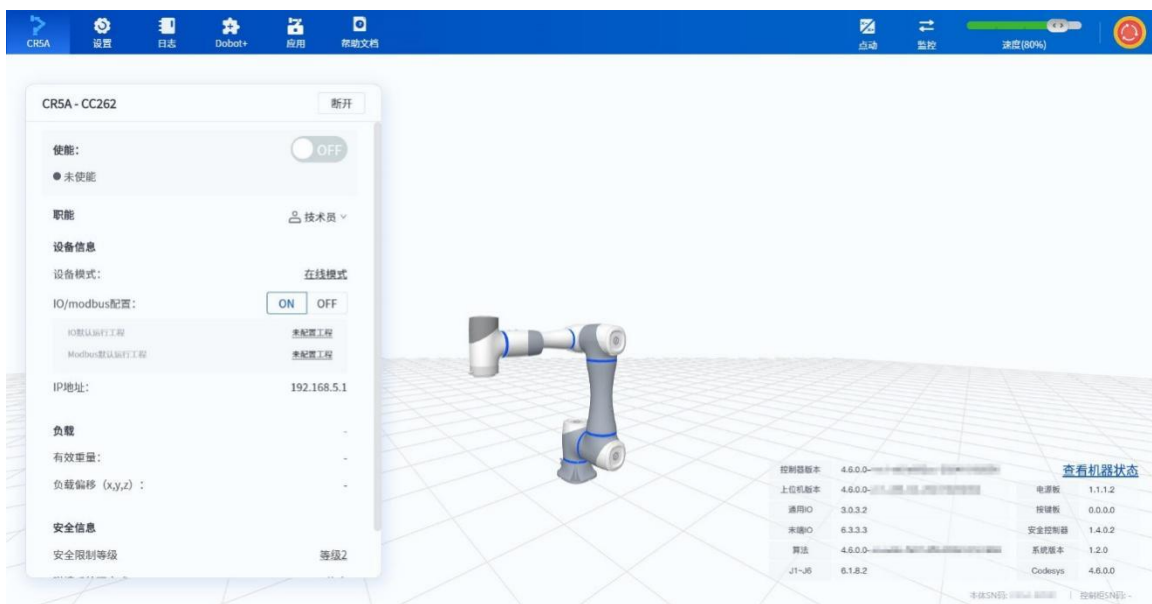 CR5A 设置 日志 Dobot+ 应用 帮助文档 点动 监控 速度(80%)
CR5A - CC262 断开
使能： OFF
未使能
职能 技术员
设备信息
设备模式： 在线模式
IO/modbus配置： ON OFF
IO默认运行工程 未配置工程
Modbus默认运行工程 未配置工程
IP地址： 192.168.5.1
负载 -
有效重量： -
负载偏移（x,y,z）： -
安全信息
安全限制等级 等级2
控制器版本 4.6.0.0- 查看机器状态
上位机版本 4.6.0.0- 电源板 1.1.1.2
通用IO 3.0.3.2 按键板 0.0.0.0
末端IO 6.3.3.3 安全控制器 1.4.0.2
算法 4.6.0.0- 系统版本 1.2.0
J1~J6 6.1.8.2 Codesys 4.6.0.0
本体SN码: | 控制柜SN码: -